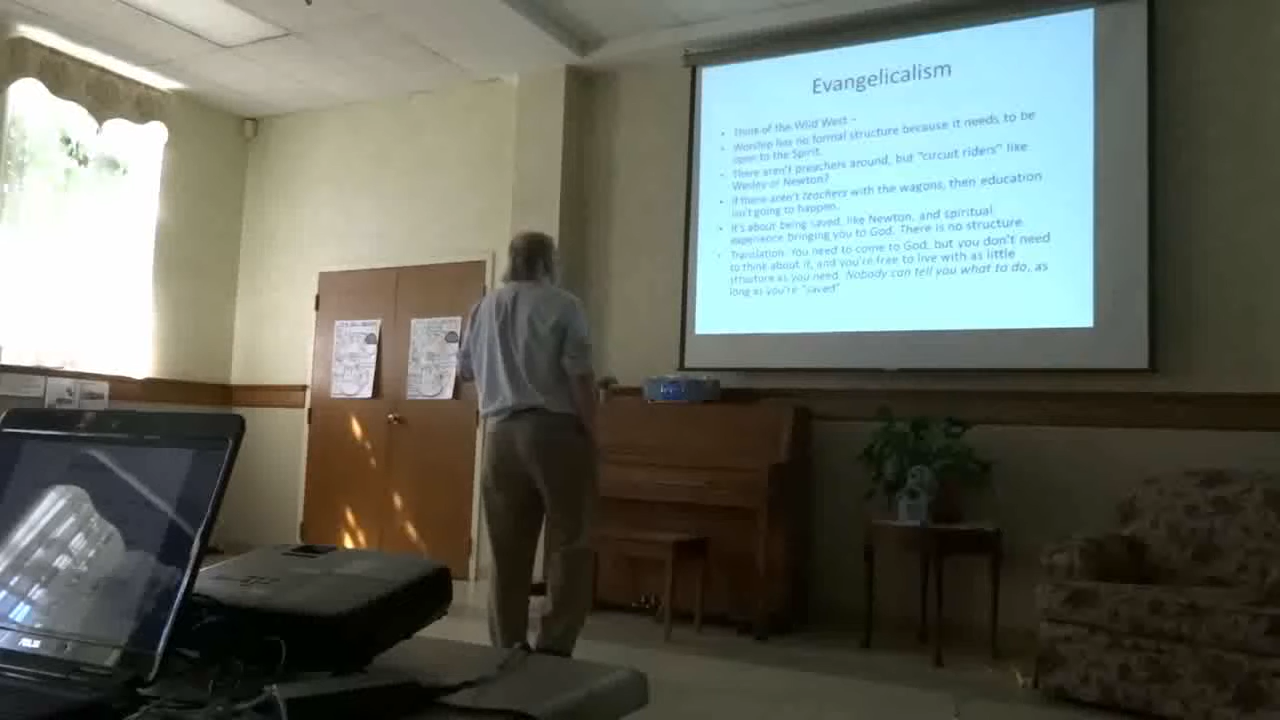 Evangelicalism
• Think of the Wild West –
• Worship has no formal structure because it needs to be
open to the Spirit.
• There aren't preachers around, but "circuit riders" like
Wesley or Newton?
• If there aren't teachers with the wagons, then education
isn't going to happen.
• It's about being saved, like Newton, and spiritual
experience bringing you to God. There is no structure.
• Translation: You need to come to God, but you don't need
to think about it, and you're free to live with as little
structure as you need. Nobody can tell you what to do, as
long as you're "saved"
ASUS